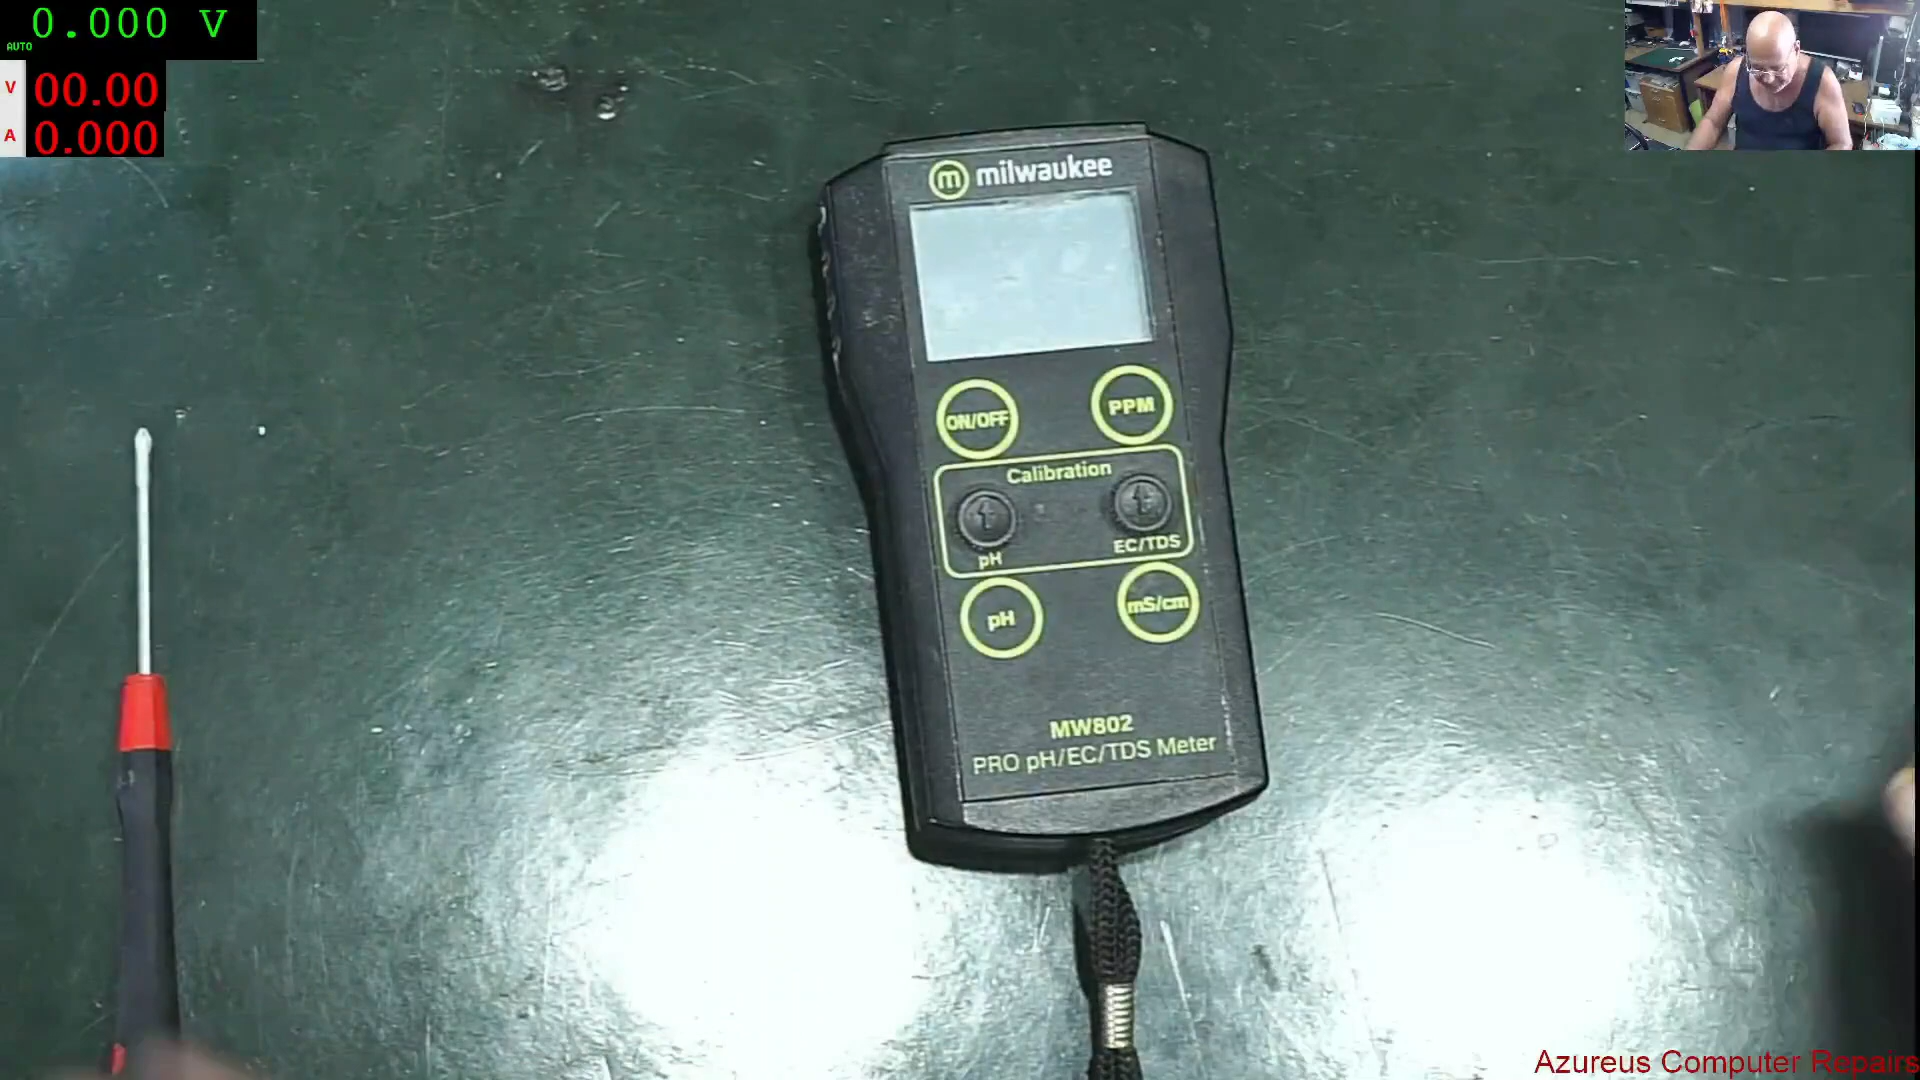 0.000 V
AUTO
V 00.00
A 0.000
m milwaukee
ON/OFF
PPM
Calibration
pH
EC/TDS
pH
mS/cm
MW802
PRO pH/EC/TDS Meter
Azureus Computer Repairs